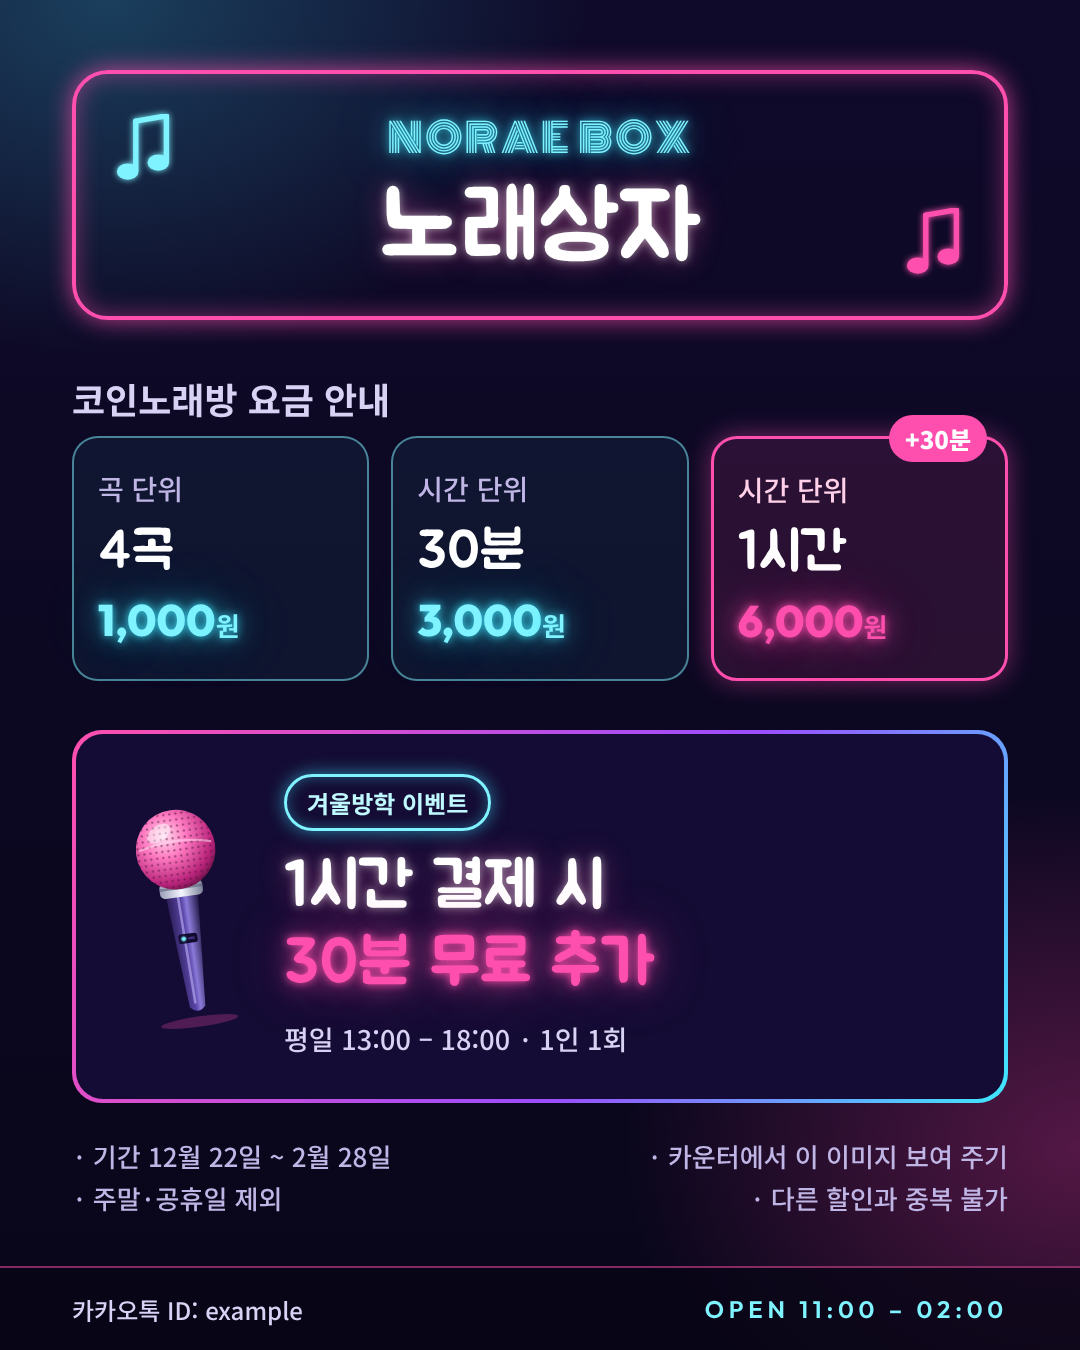 NORAE BOX
노래상자
코인노래방 요금 안내
곡 단위
4곡
1,000원
시간 단위
30분
3,000원
+30분
시간 단위
1시간
6,000원
겨울방학 이벤트
1시간 결제 시
30분 무료 추가
평일 13:00 – 18:00 · 1인 1회
· 기간 12월 22일 ~ 2월 28일
· 주말·공휴일 제외
· 카운터에서 이 이미지 보여 주기
· 다른 할인과 중복 불가
카카오톡 ID: example
OPEN 11:00 – 02:00